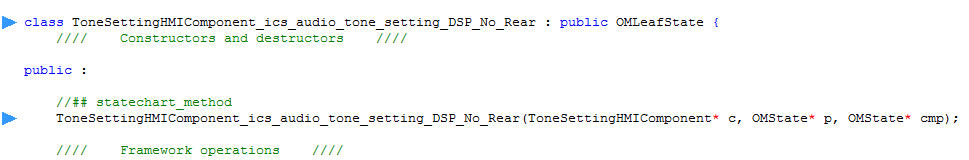 class ToneSettingHMIComponent_ics_audio_tone_setting_DSP_No_Rear : public OMLeafState {
////    Constructors and destructors    ////
public :
//## statechart_method
ToneSettingHMIComponent_ics_audio_tone_setting_DSP_No_Rear(ToneSettingHMIComponent* c, OMState* p, OMState* cmp);
////    Framework operations    ////